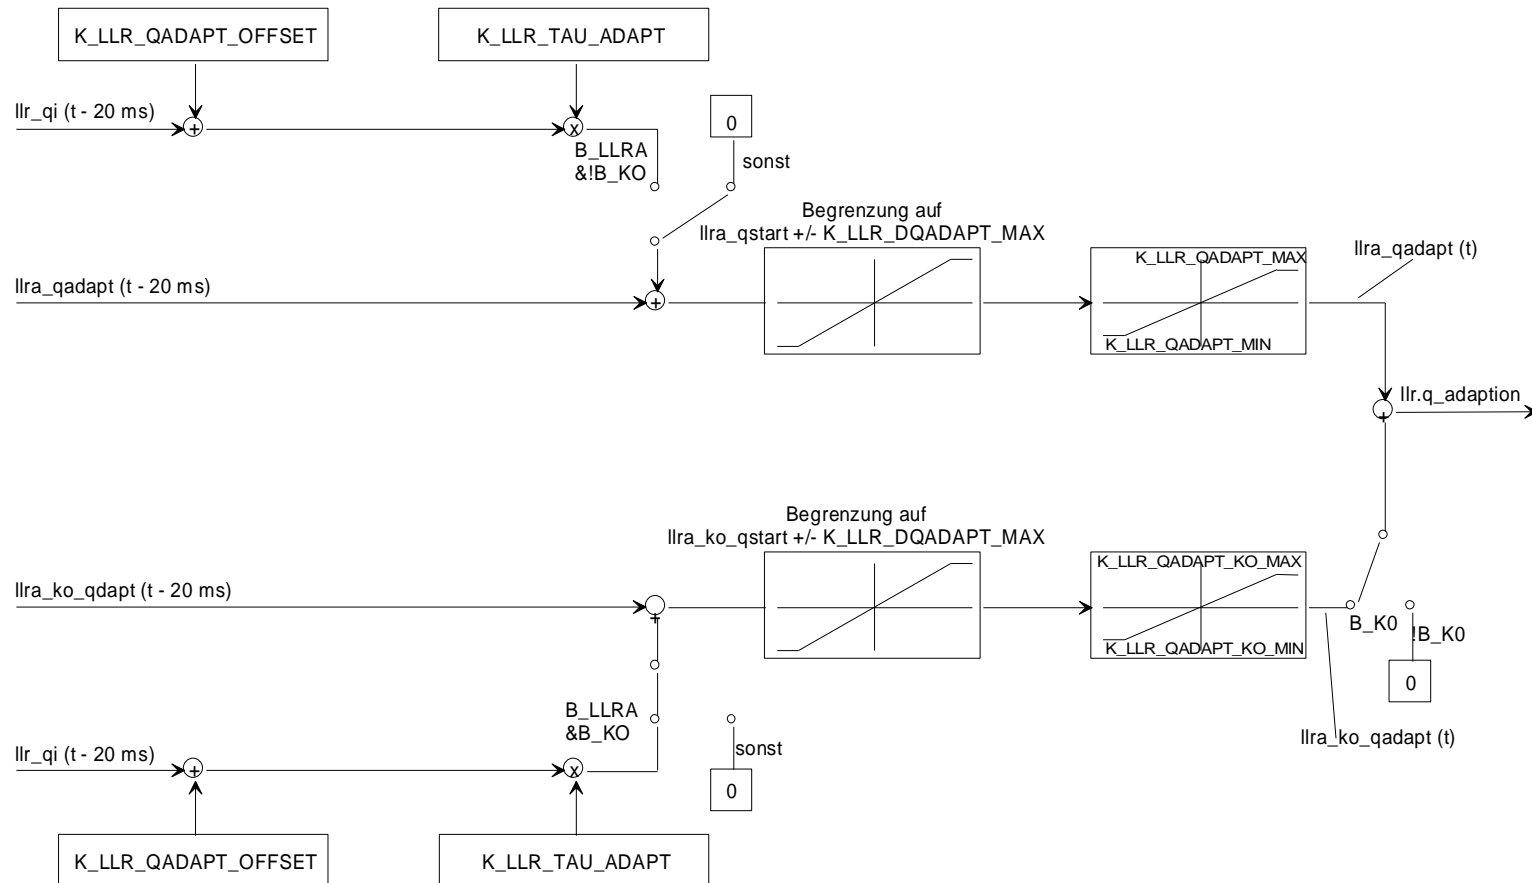 K_LLR_QADAPT_OFFSET
K_LLR_TAU_ADAPT
llr_qi (t - 20 ms)
+
x
0
B_LLRA
&!B_KO
sonst
Begrenzung auf
llra_qstart +/- K_LLR_DQADAPT_MAX
K_LLR_QADAPT_MAX
llra_qadapt (t)
llra_qadapt (t - 20 ms)
+
K_LLR_QADAPT_MIN
llr.q_adaption
+
Begrenzung auf
llra_ko_qstart +/- K_LLR_DQADAPT_MAX
K_LLR_QADAPT_KO_MAX
llra_ko_qdapt (t - 20 ms)
+
K_LLR_QADAPT_KO_MIN
B_K0
!B_K0
0
B_LLRA
&B_KO
sonst
llra_ko_qadapt (t)
llr_qi (t - 20 ms)
+
x
0
K_LLR_QADAPT_OFFSET
K_LLR_TAU_ADAPT